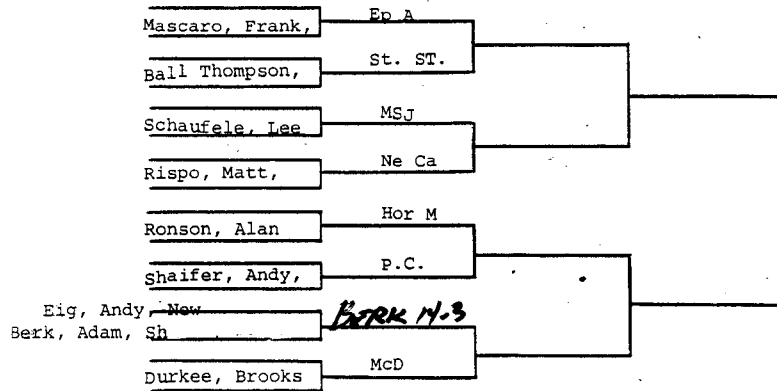 Mascaro, Frank, Ep A
Ball Thompson, St. ST.
Schaufele, Lee MSJ
Rispo, Matt, Ne Ca
Ronson, Alan Hor M
Shaifer, Andy, P.C.
Eig, Andy, New
Berk, Adam, Sh BERK 14-3
Durkee, Brooks McD